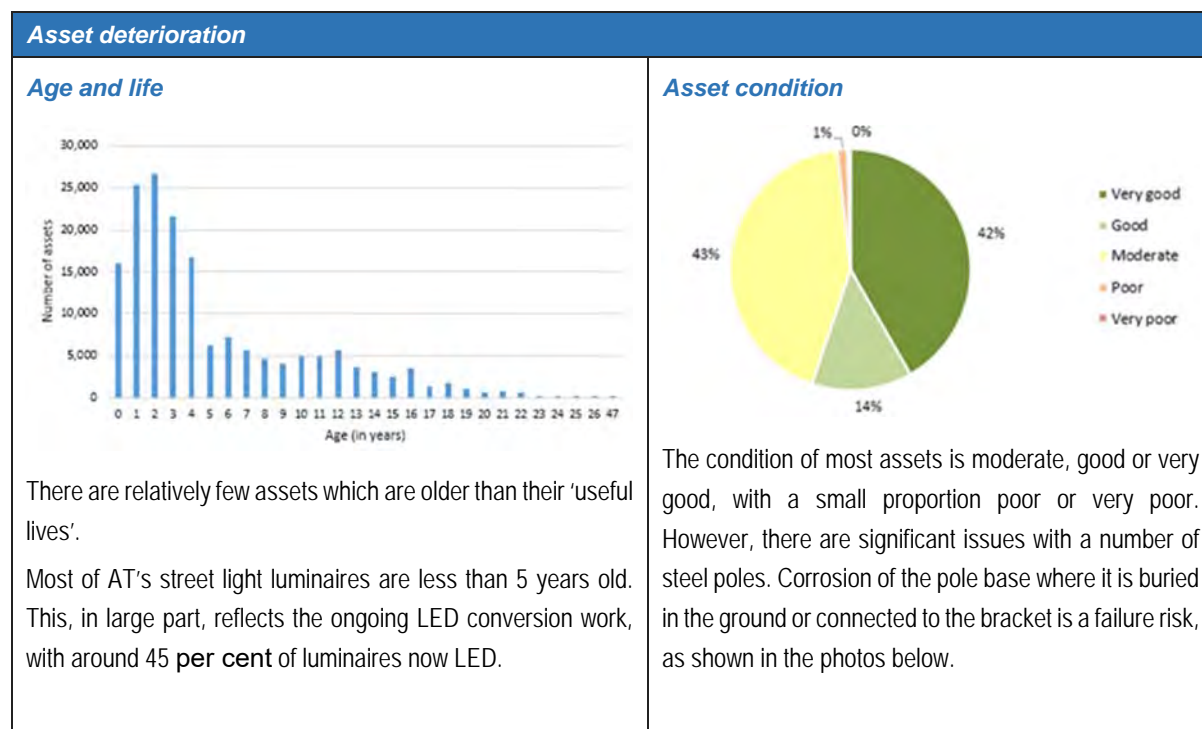 Asset deterioration
Age and life
30,000
25,000
20,000
15,000
10,000
5,000
0
Number of assets
0 1 2 3 4 5 6 7 8 9 10 11 12 13 14 15 16 17 18 19 20 21 22 23 24 25 26 47
Age (in years)
There are relatively few assets which are older than their ‘useful
lives’.
Most of AT’s street light luminaires are less than 5 years old.
This, in large part, reflects the ongoing LED conversion work,
with around 45 per cent of luminaires now LED.
Asset condition
1% 0%
42%
43%
14%
Very good
Good
Moderate
Poor
Very poor
The condition of most assets is moderate, good or very
good, with a small proportion poor or very poor.
However, there are significant issues with a number of
steel poles. Corrosion of the pole base where it is buried
in the ground or connected to the bracket is a failure risk,
as shown in the photos below.